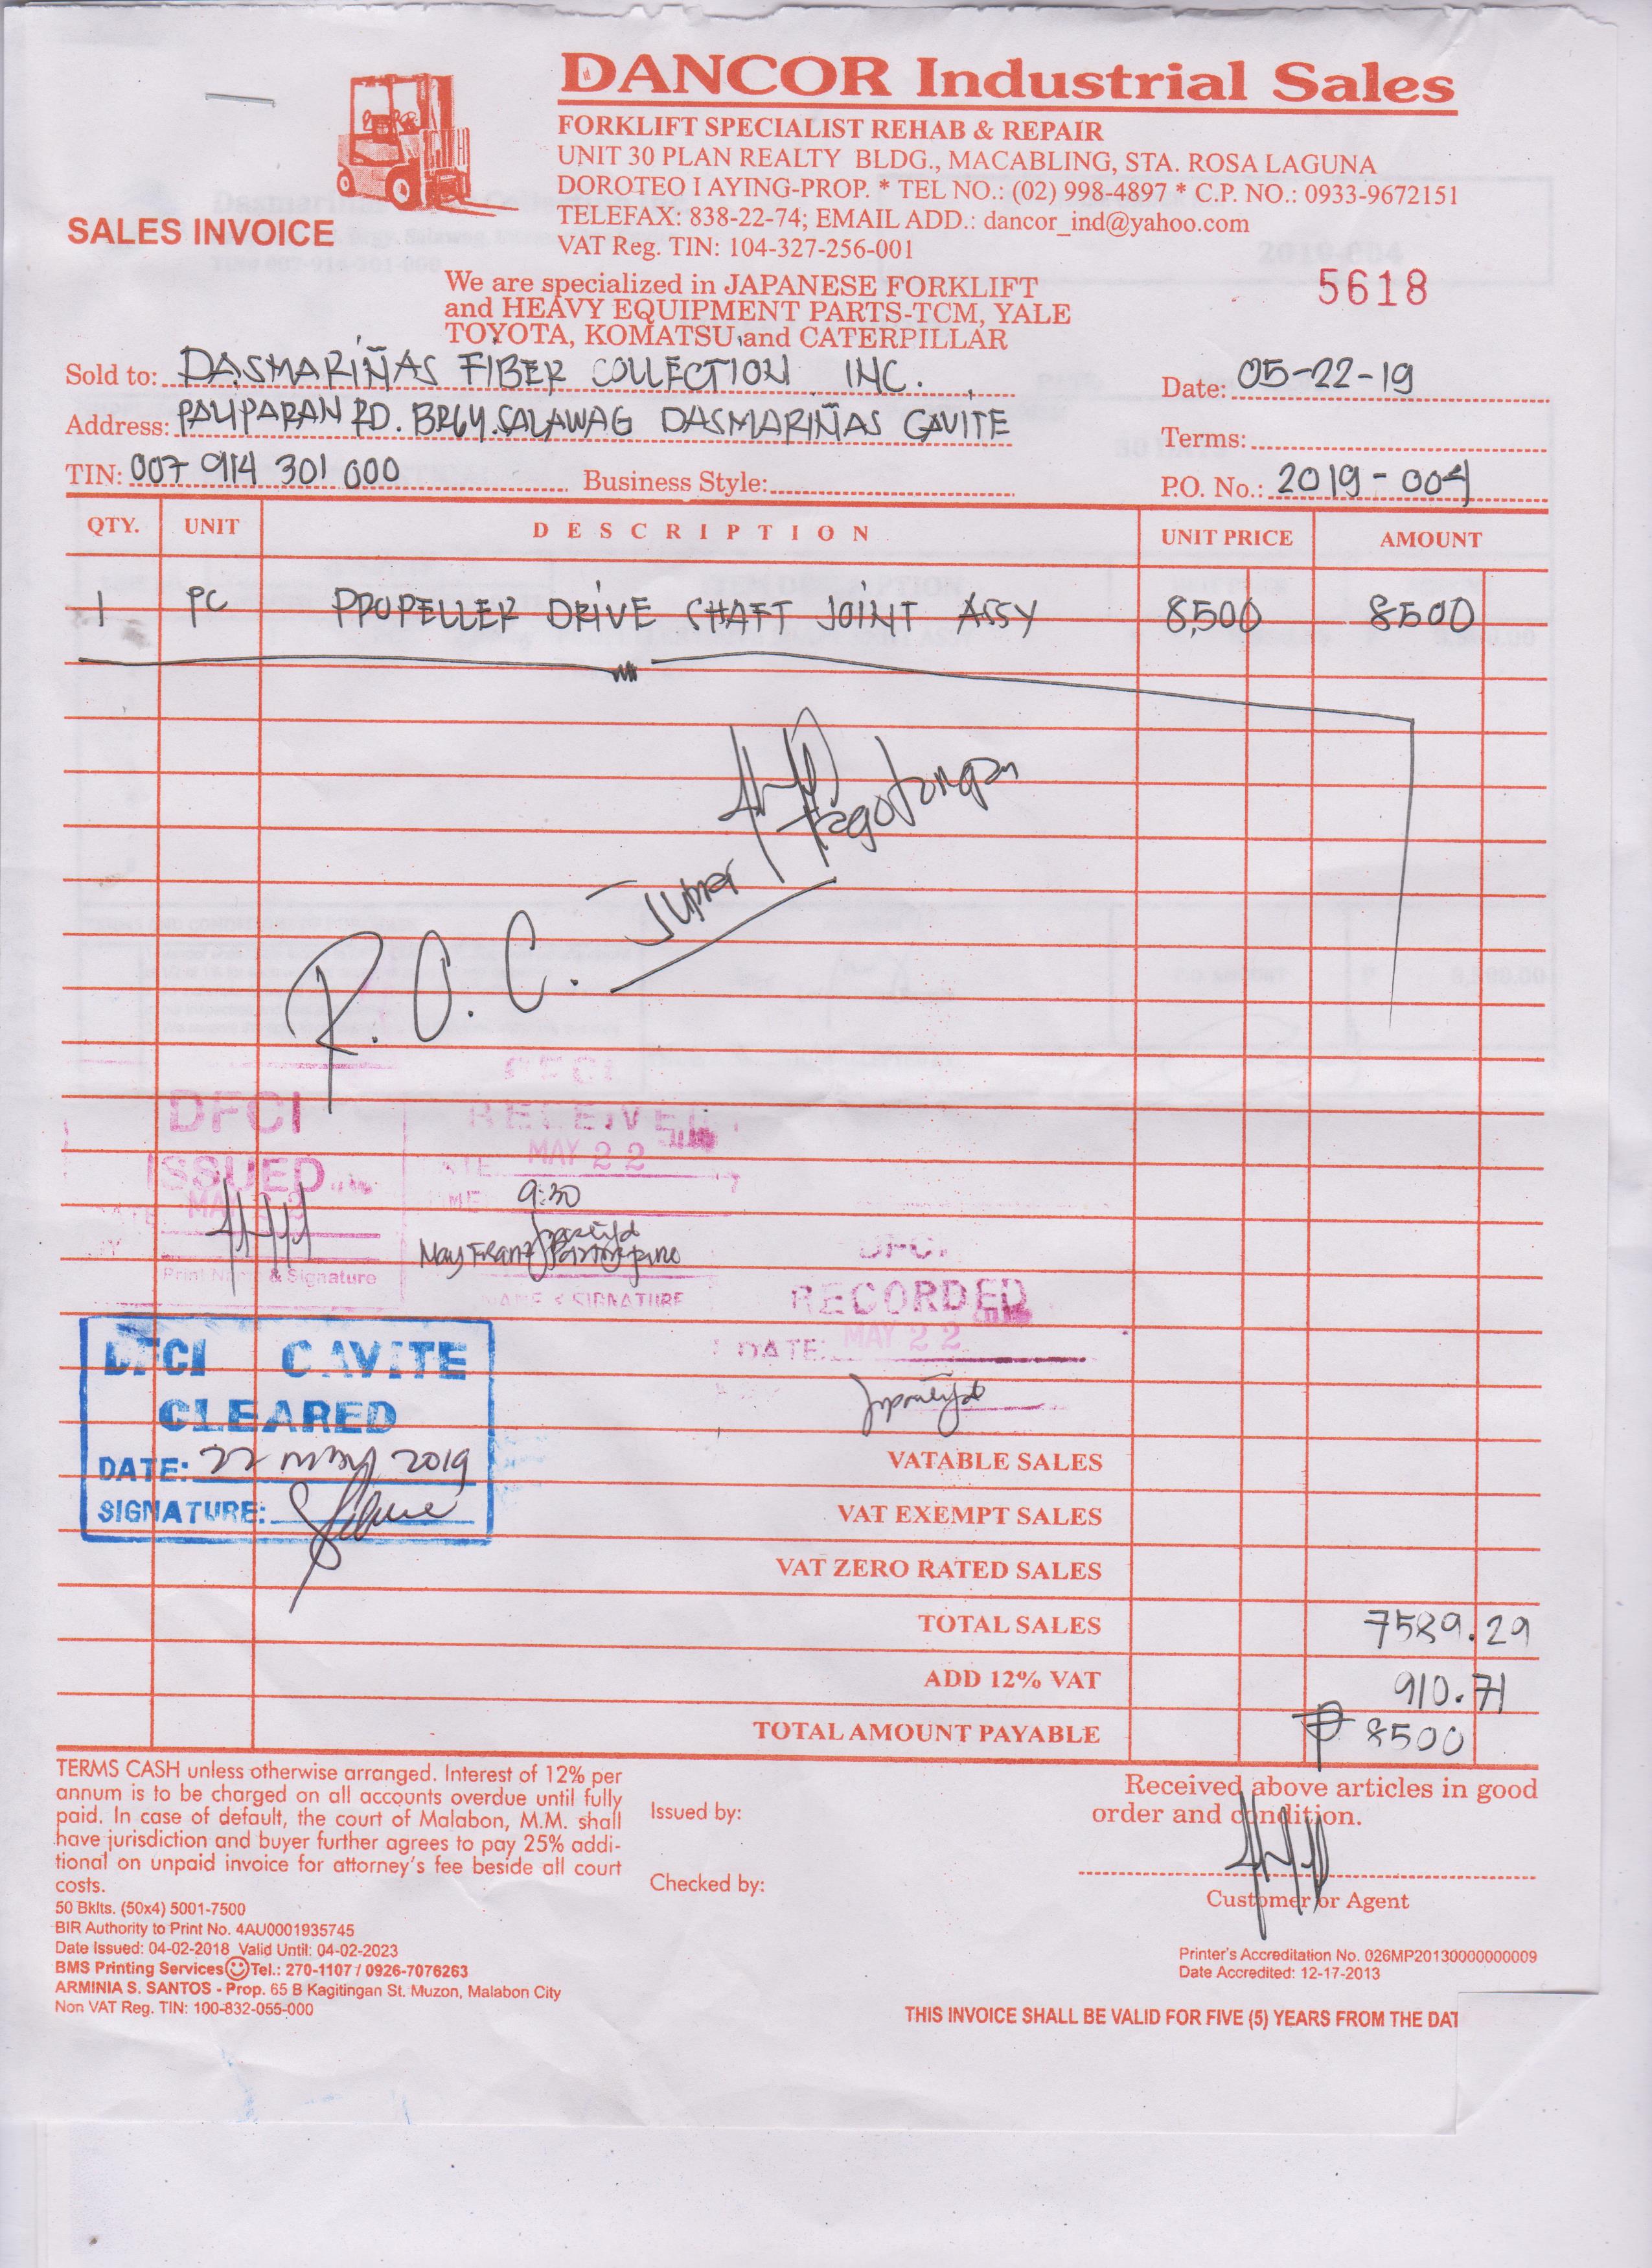 DANCOR Industrial Sales
FORKLIFT SPECIALIST REHAB & REPAIR
UNIT 30 PLAN REALTY BLDG., MACABLING, STA. ROSA LAGUNA
DOROTEO I AYING-PROP. * TEL NO.: (02) 998-4897 * C.P. NO.: 0933-9672151
TELEFAX: 838-22-74; EMAIL ADD.: dancor_ind@yahoo.com
VAT Reg. TIN: 104-327-256-001
SALES INVOICE
We are specialized in JAPANESE FORKLIFT
and HEAVY EQUIPMENT PARTS-TCM, YALE
TOYOTA, KOMATSU and CATERPILLAR
5618
Sold to: DASMARIÑAS FIBER COLLECTION INC.
Date: 05-22-19
Address: PALIPARAN RD. BRGY. SALAWAG DASMARIÑAS CAVITE
Terms:
TIN: 007 914 301 000 Business Style:
P.O. No.: 2019-004
QTY. UNIT DESCRIPTION UNIT PRICE AMOUNT
1 PC PROPELLER DRIVE SHAFT JOINT ASSY 8,500 8500
R.O.C.
DFCI
ISSUED
Print Name & Signature
DFCI
RECEIVED
MAY 22
9:30
NAME & SIGNATURE
DFCI
RECORDED
DATE: MAY 22
DFCI CAVITE
CLEARED
DATE: 22 May 2019
SIGNATURE:
VATABLE SALES
VAT EXEMPT SALES
VAT ZERO RATED SALES
TOTAL SALES 7589.29
ADD 12% VAT 910.71
TOTAL AMOUNT PAYABLE ₱ 8500
TERMS CASH unless otherwise arranged. Interest of 12% per
annum is to be charged on all accounts overdue until fully
paid. In case of default, the court of Malabon, M.M. shall
have jurisdiction and buyer further agrees to pay 25% addi-
tional on unpaid invoice for attorney's fee beside all court
costs.
Issued by:
Checked by:
Received above articles in good
order and condition.
Customer or Agent
50 Bklts. (50x4) 5001-7500
BIR Authority to Print No. 4AU0001935745
Date Issued: 04-02-2018 Valid Until: 04-02-2023
BMS Printing Services Tel.: 270-1107 / 0926-7076263
ARMINIA S. SANTOS - Prop. 65 B Kagitingan St. Muzon, Malabon City
Non VAT Reg. TIN: 100-832-055-000
Printer's Accreditation No. 026MP20130000000009
Date Accredited: 12-17-2013
THIS INVOICE SHALL BE VALID FOR FIVE (5) YEARS FROM THE DAT